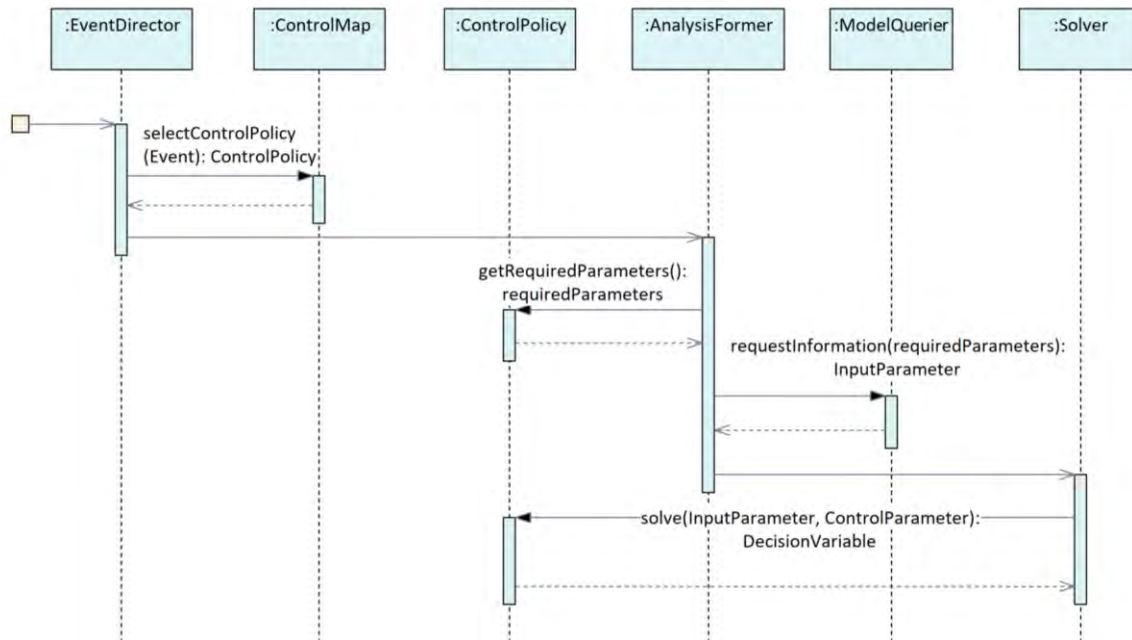 :EventDirector
:ControlMap
:ControlPolicy
:AnalysisFormer
:ModelQuerier
:Solver
selectControlPolicy
(Event): ControlPolicy
getRequiredParameters():
requiredParameters
requestInformation(requiredParameters):
InputParameter
solve(InputParameter, ControlParameter):
DecisionVariable